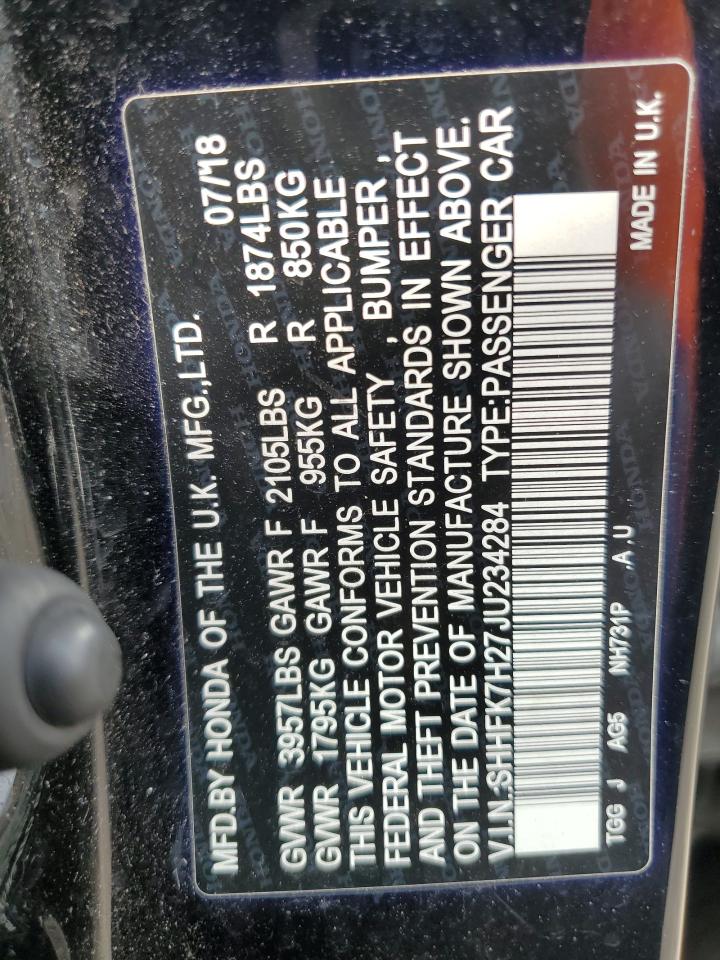 MFD.BY HONDA OF THE U.K. MFG.,LTD. 07/'18
GVWR 3957LBS GAWR F 2105LBS R 1874LBS
GVWR 1795KG GAWR F 955KG R 850KG
THIS VEHICLE CONFORMS TO ALL APPLICABLE
FEDERAL MOTOR VEHICLE SAFETY , BUMPER ,
AND THEFT PREVENTION STANDARDS IN EFFECT
ON THE DATE OF MANUFACTURE SHOWN ABOVE.
V.I.N.SHHFK7H27JU234284 TYPE:PASSENGER CAR
TGG J AG5 NH731P .A .U MADE IN U.K.